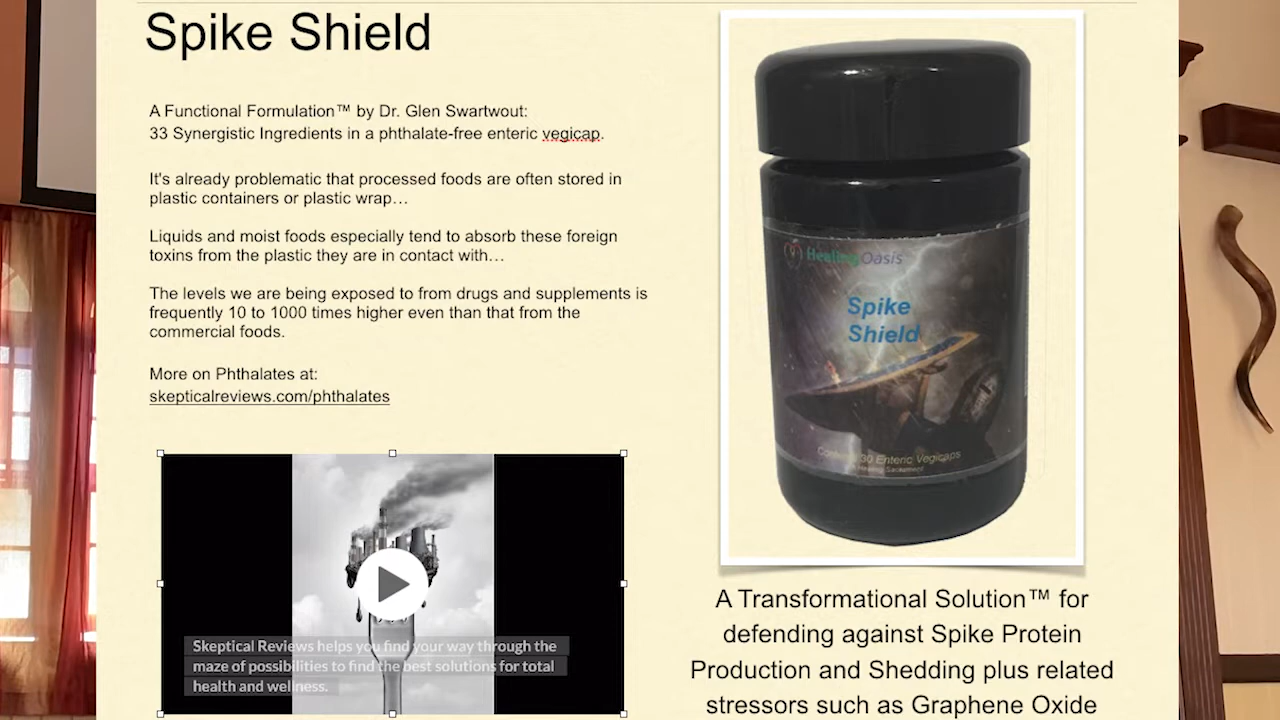 Spike Shield
A Functional Formulation™ by Dr. Glen Swartwout:
33 Synergistic Ingredients in a phthalate-free enteric vegicap.
It's already problematic that processed foods are often stored in
plastic containers or plastic wrap…
Liquids and moist foods especially tend to absorb these foreign
toxins from the plastic they are in contact with…
The levels we are being exposed to from drugs and supplements is
frequently 10 to 1000 times higher even than that from the
commercial foods.
More on Phthalates at:
skepticalreviews.com/phthalates
Skeptical Reviews helps you find your way through the
maze of possibilities to find the best solutions for total
health and wellness.
Healing Oasis
Spike
Shield
Contains 30 Enteric Vegicaps
A Healing Sacrament
A Transformational Solution™ for
defending against Spike Protein
Production and Shedding plus related
stressors such as Graphene Oxide